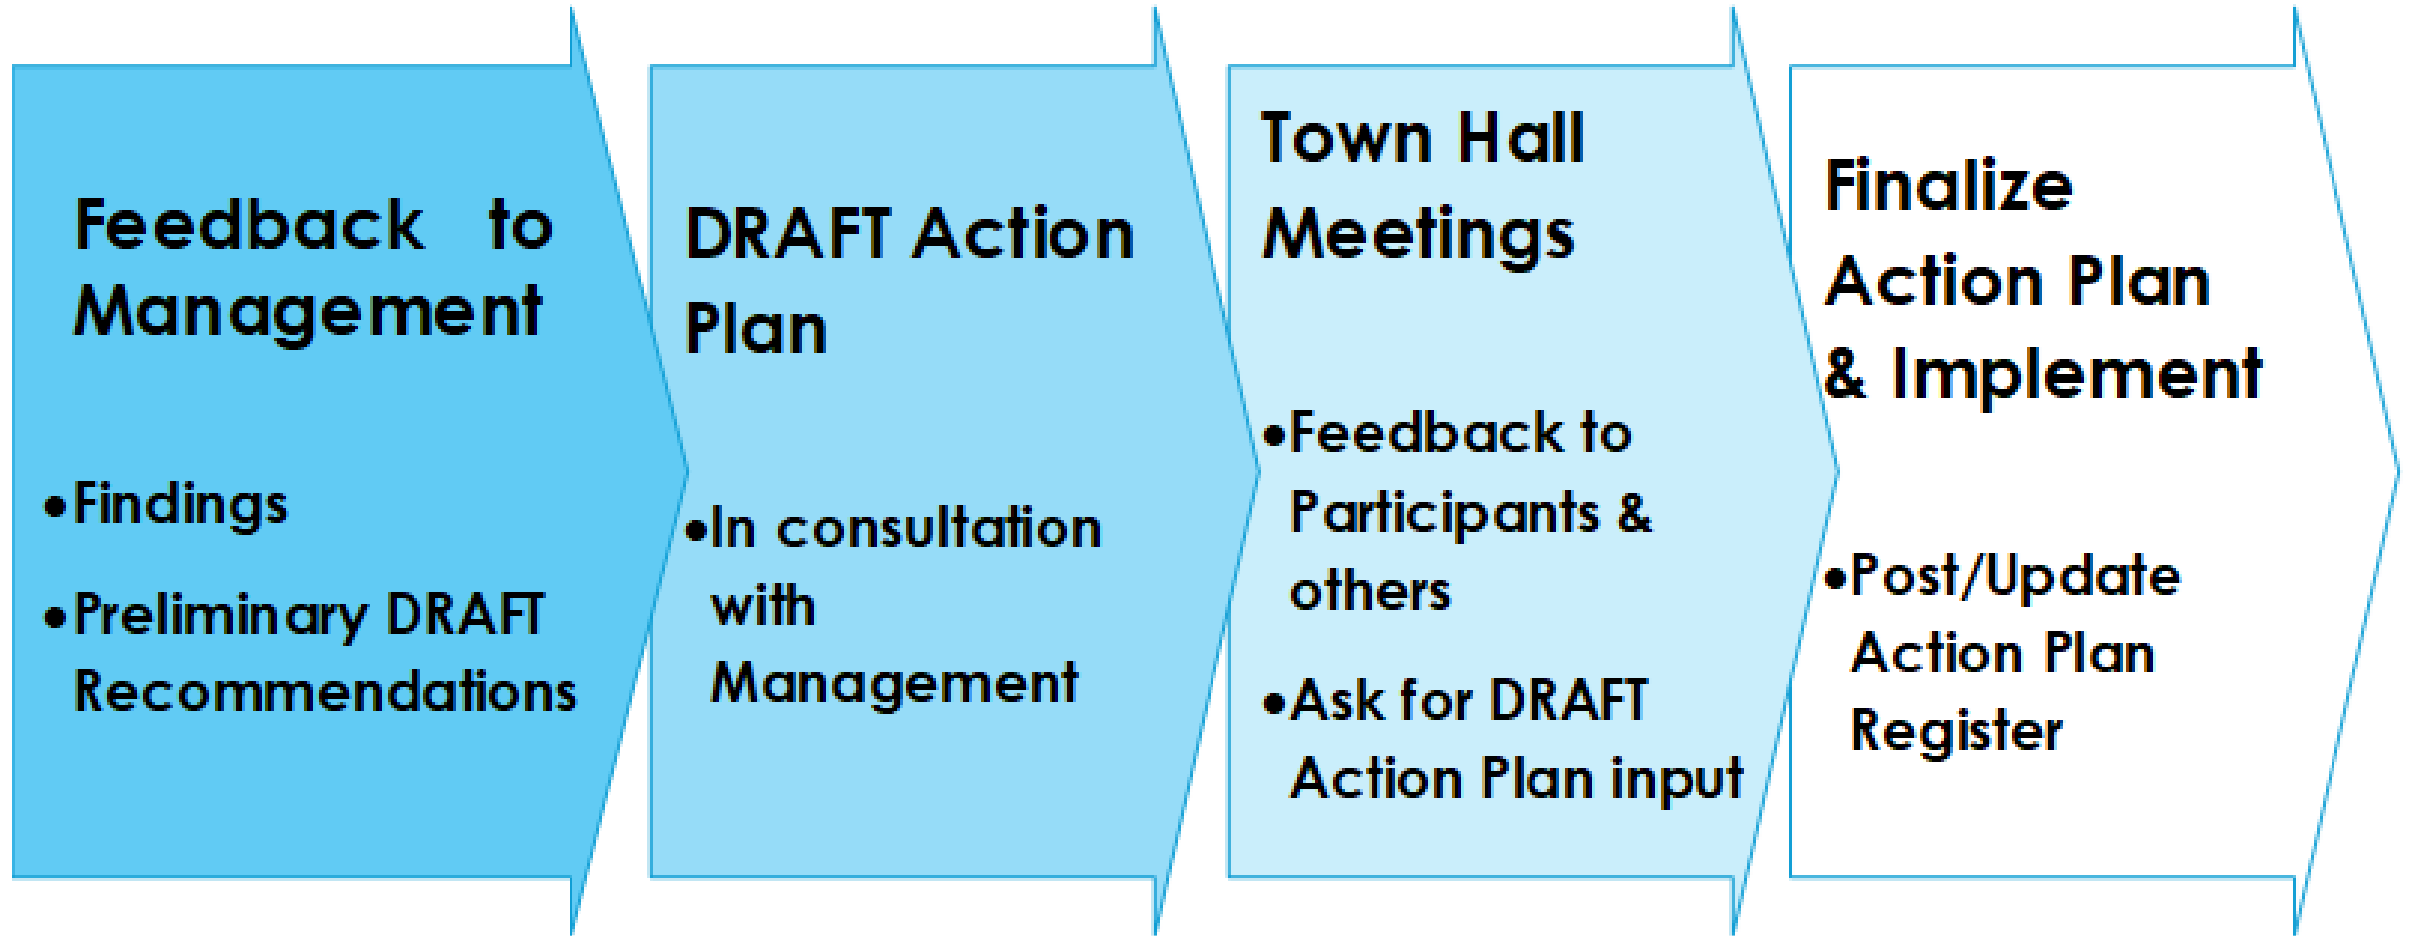 Feedback to
Management
•Findings
•Preliminary DRAFT
Recommendations
DRAFT Action
Plan
•In consultation
with
Management
Town Hall
Meetings
•Feedback to
Participants &
others
•Ask for DRAFT
Action Plan input
Finalize
Action Plan
& Implement
•Post/Update
Action Plan
Register